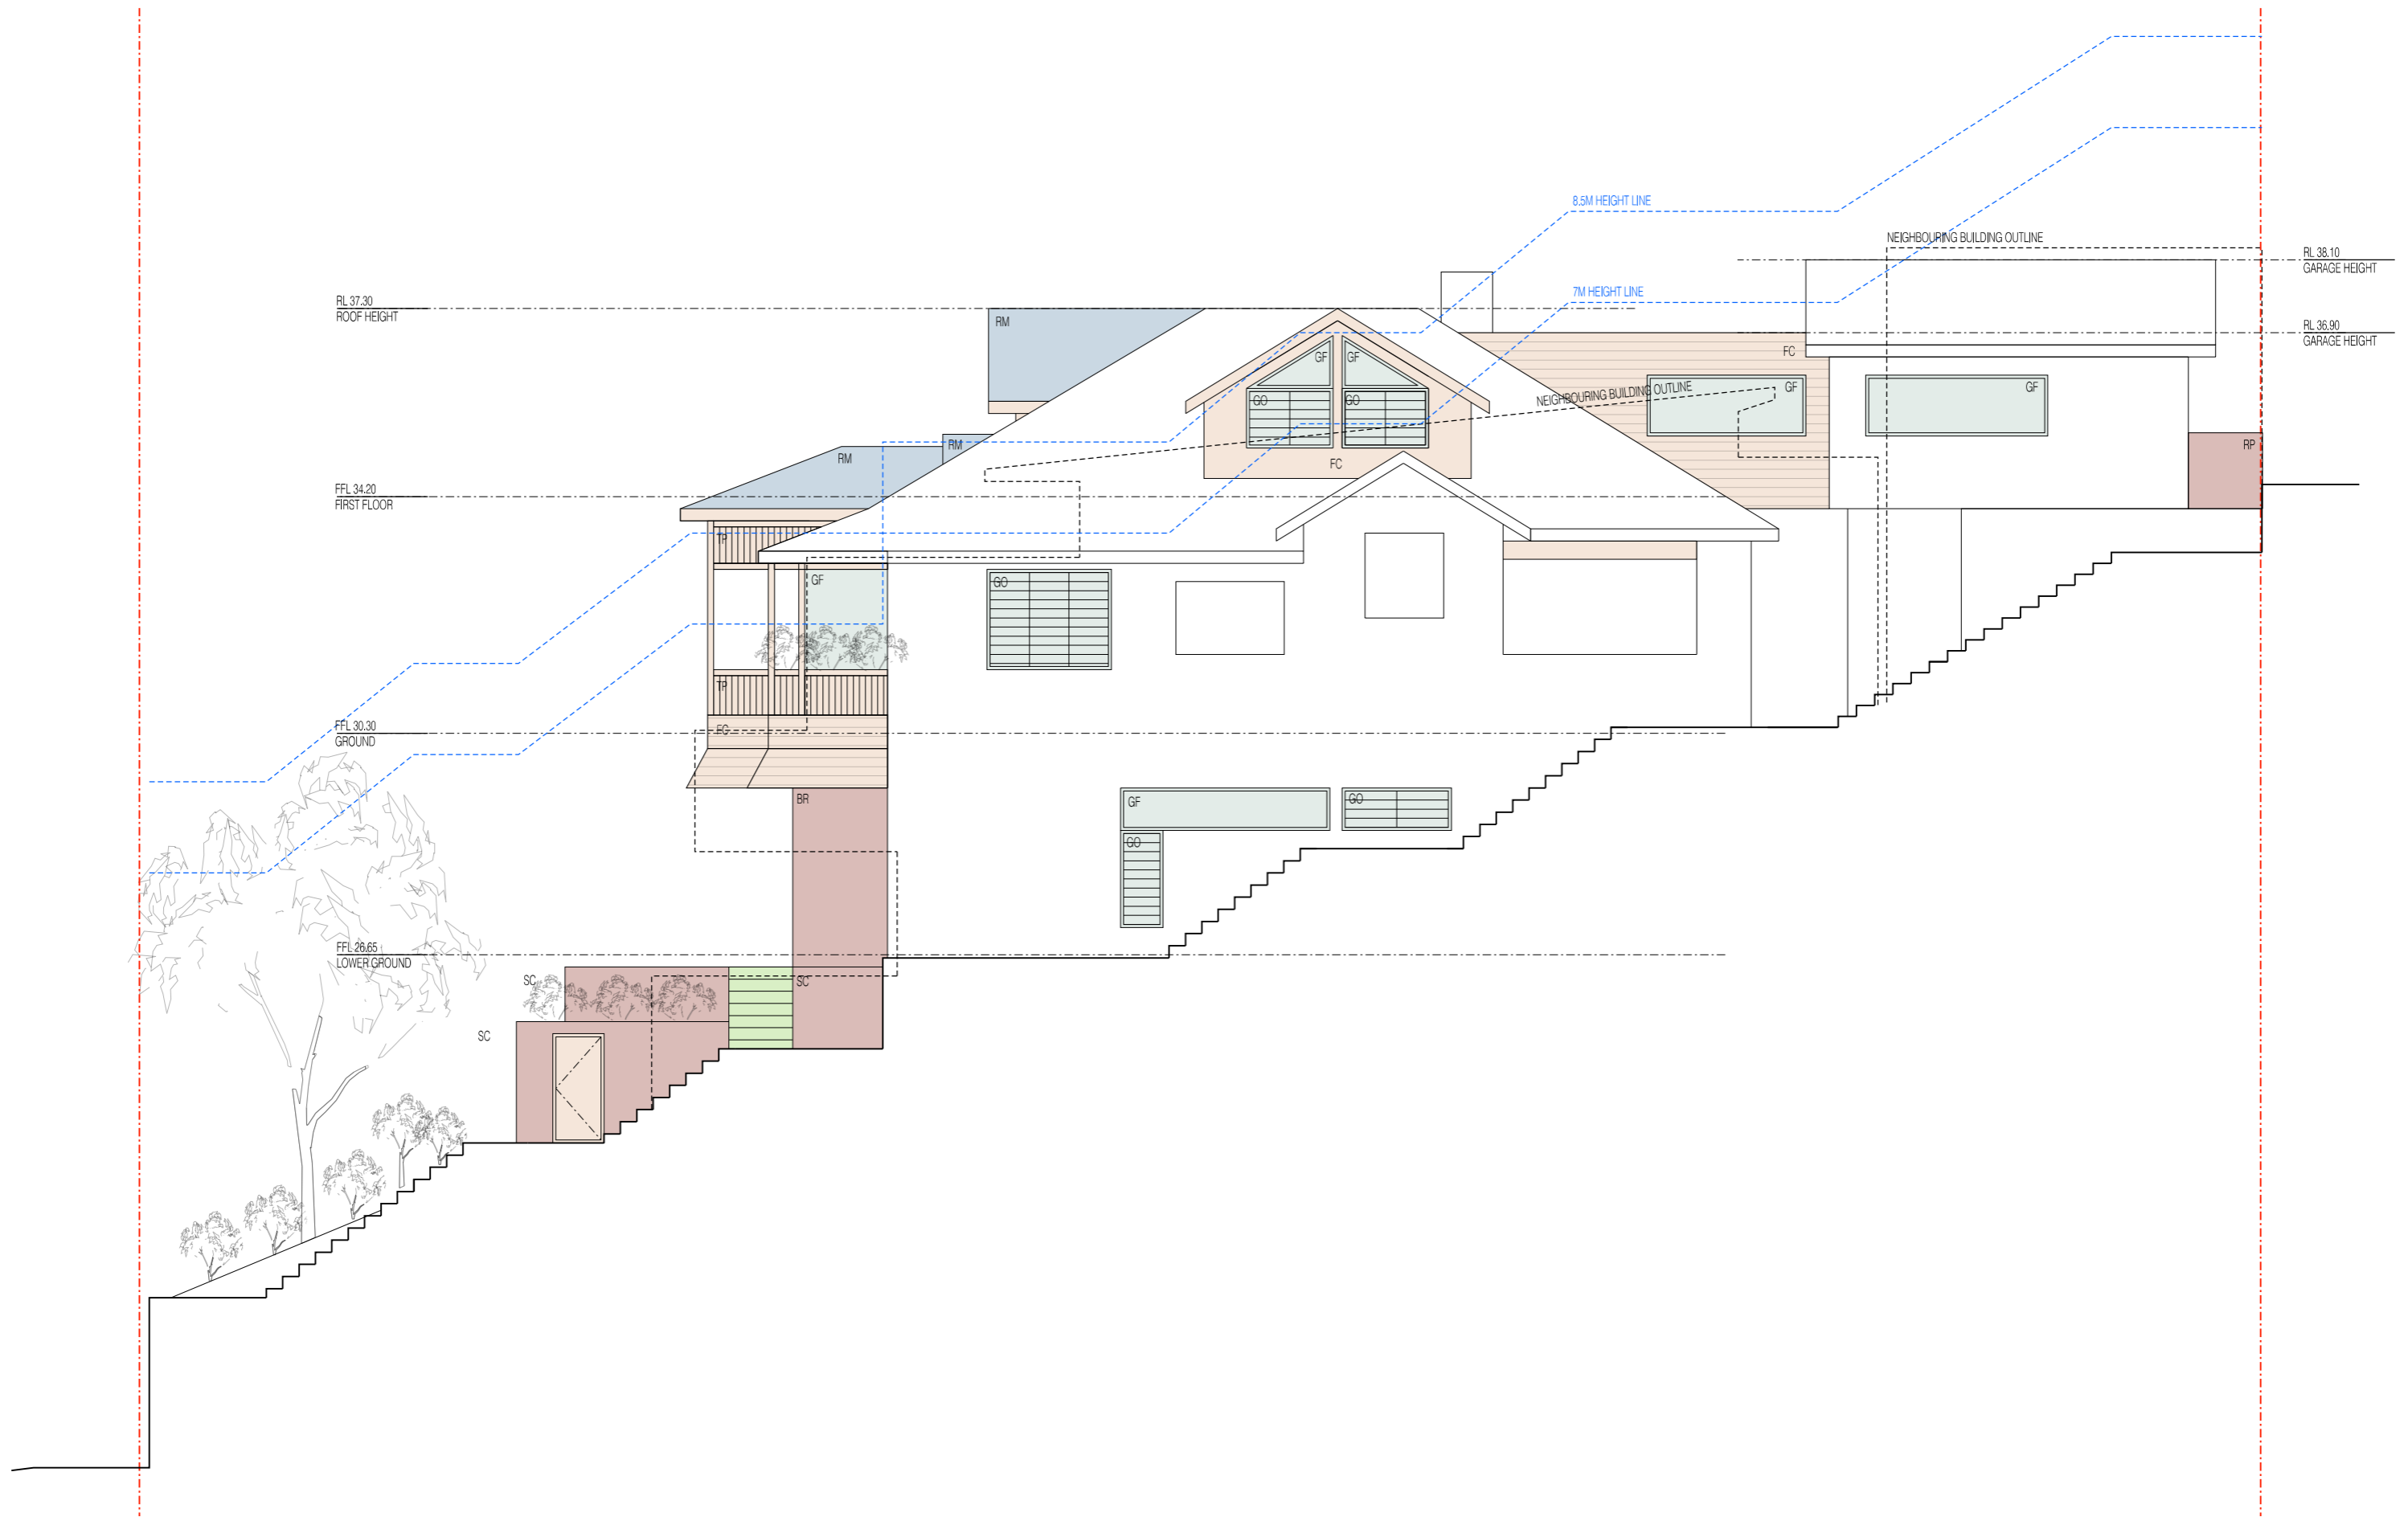 8.5M HEIGHT LINE
NEIGHBOURING BUILDING OUTLINE
RL 38.10
GARAGE HEIGHT
7M HEIGHT LINE
RL 37.30
ROOF HEIGHT
RM
RL 36.90
GARAGE HEIGHT
FC
GF
GF
NEIGHBOURING BUILDING OUTLINE
GF
GF
GO
GO
RM
RM
RP
FC
FFL 34.20
FIRST FLOOR
TP
GF
GO
TP
FFL 30.30
GROUND
FC
BR
GF
GO
GO
FFL 26.65
LOWER GROUND
SC
SC
SC